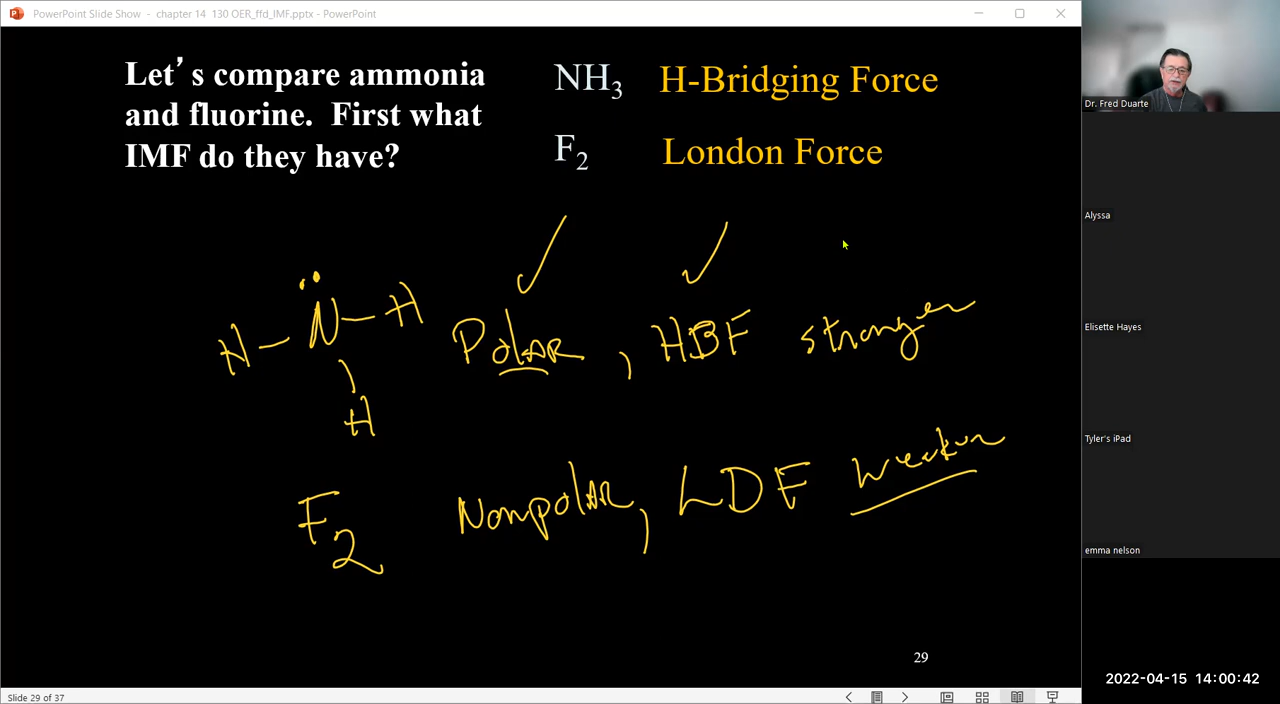 PowerPoint Slide Show - chapter 14 130 OER_ffd_IMF.pptx - PowerPoint
Let's compare ammonia
and fluorine. First what
IMF do they have?
NH3 H-Bridging Force
F2 London Force
H - N - H Polar, HBF stronger
H
F2 Nonpolar, LDF weaker
29
Slide 29 of 37
Dr. Fred Duarte
Alyssa
Elisette Hayes
Tyler's iPad
emma nelson
2022-04-15 14:00:42